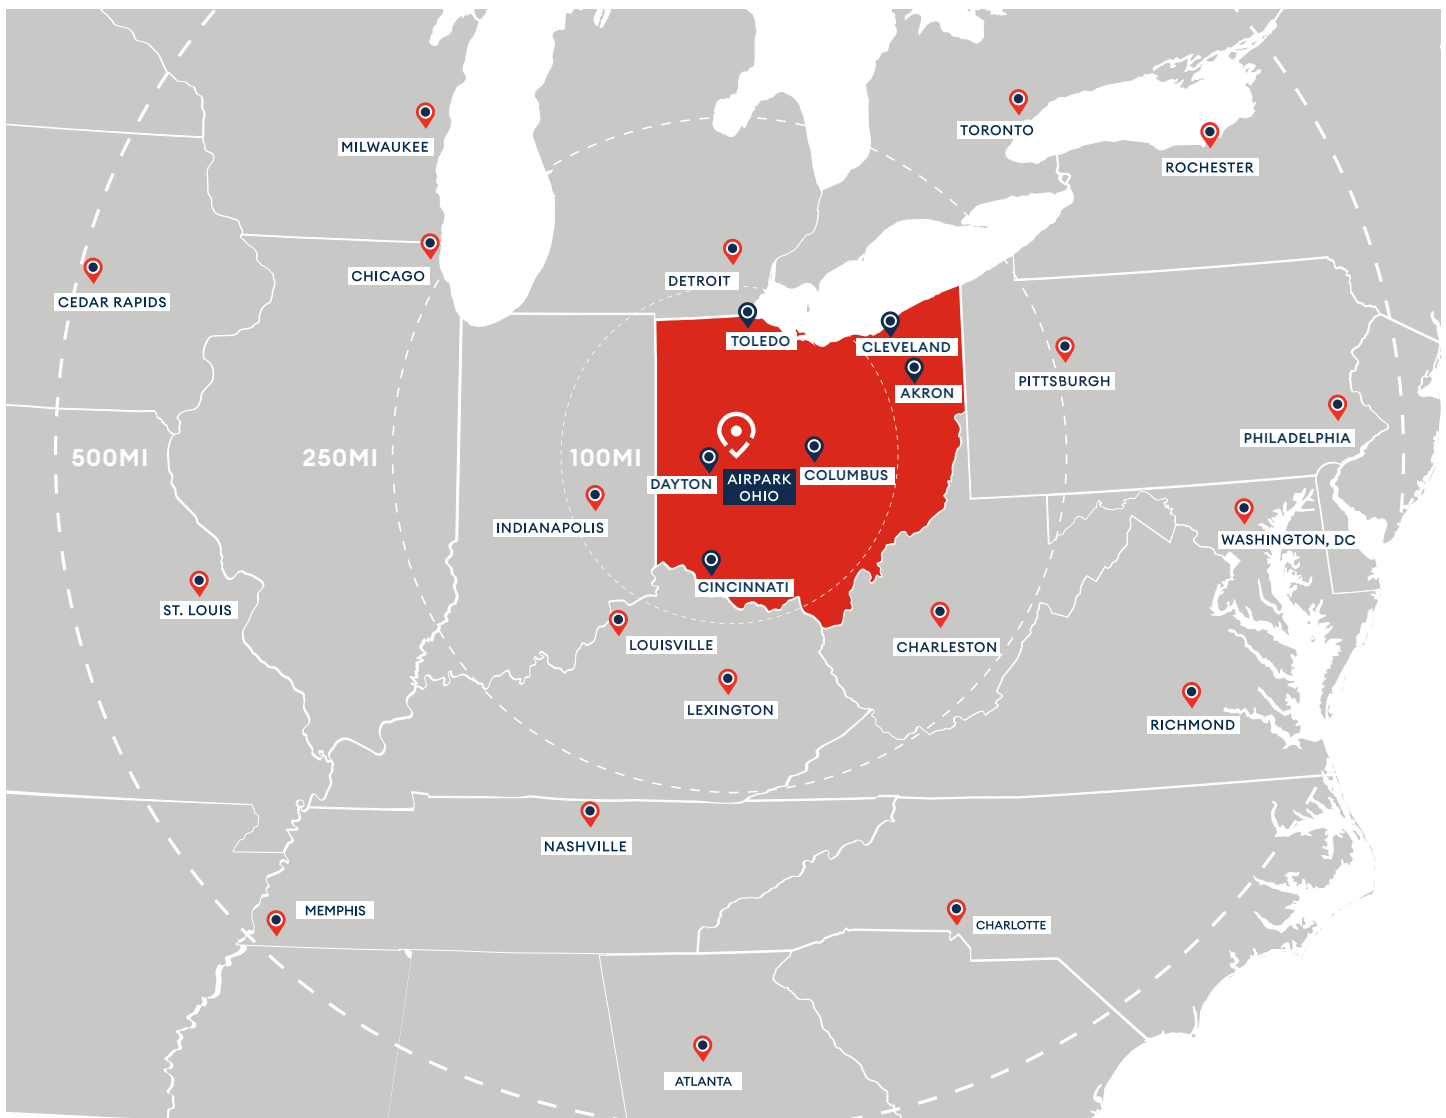 TORONTO
MILWAUKEE
ROCHESTER
CHICAGO
DETROIT
CEDAR RAPIDS
TOLEDO
CLEVELAND
PITTSBURGH
AKRON
PHILADELPHIA
500MI
250MI
100MI
COLUMBUS
DAYTON
AIRPARK
OHIO
INDIANAPOLIS
WASHINGTON, DC
CINCINNATI
ST. LOUIS
LOUISVILLE
CHARLESTON
LEXINGTON
RICHMOND
NASHVILLE
MEMPHIS
CHARLOTTE
ATLANTA